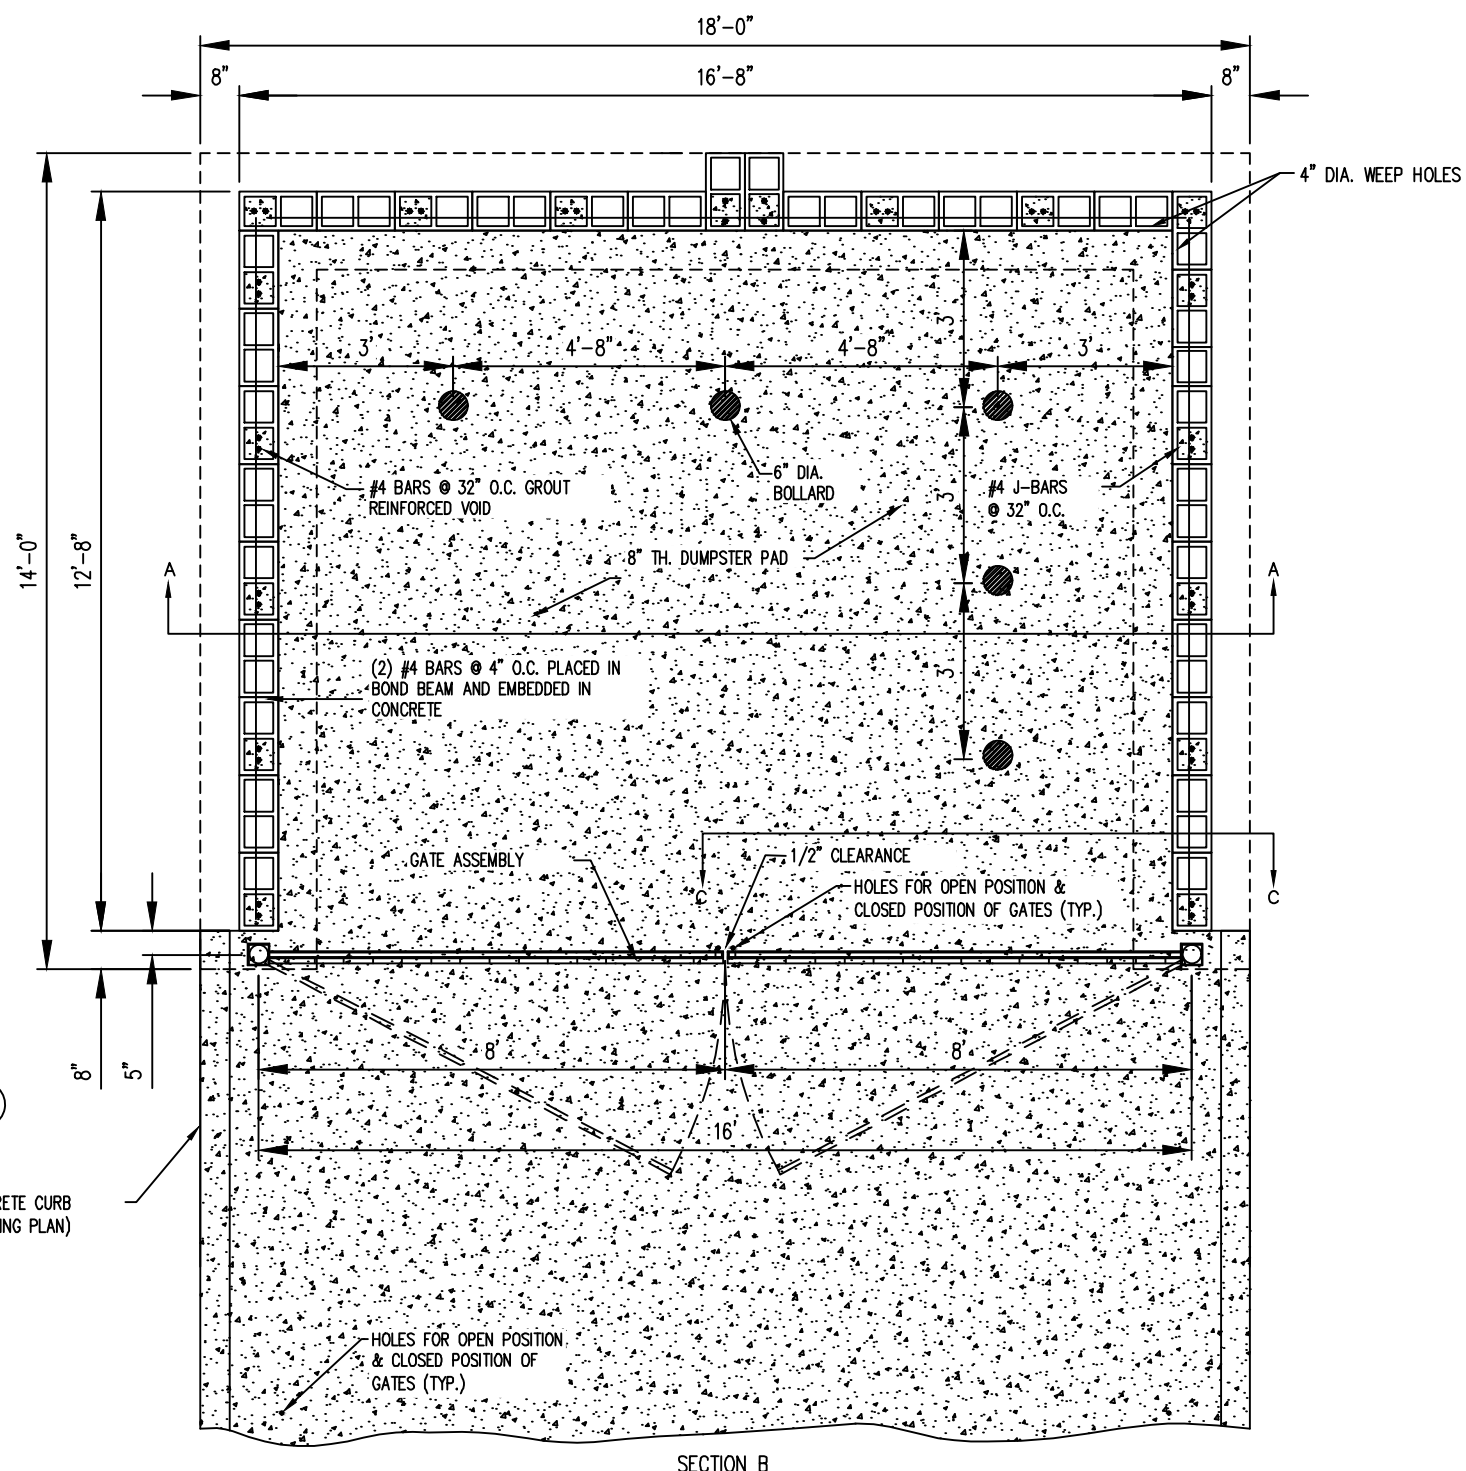 18'-0"
8"
16'-8"
8"
4" DIA. WEEP HOLES
3'
4'-8"
4'-8"
3'
3'
#4 BARS @ 32" O.C. GROUT
REINFORCED VOID
6" DIA.
BOLLARD
3'
#4 J-BARS
@ 32" O.C.
14'-0"
12'-8"
8" TH. DUMPSTER PAD
A
A
(2) #4 BARS @ 4" O.C. PLACED IN
BOND BEAM AND EMBEDDED IN
CONCRETE
3'
GATE ASSEMBLY
1/2" CLEARANCE
HOLES FOR OPEN POSITION &
CLOSED POSITION OF GATES (TYP.)
C
C
8"
5"
8'
8'
16'
RETE CURB
ING PLAN)
HOLES FOR OPEN POSITION
& CLOSED POSITION OF
GATES (TYP.)
SECTION B